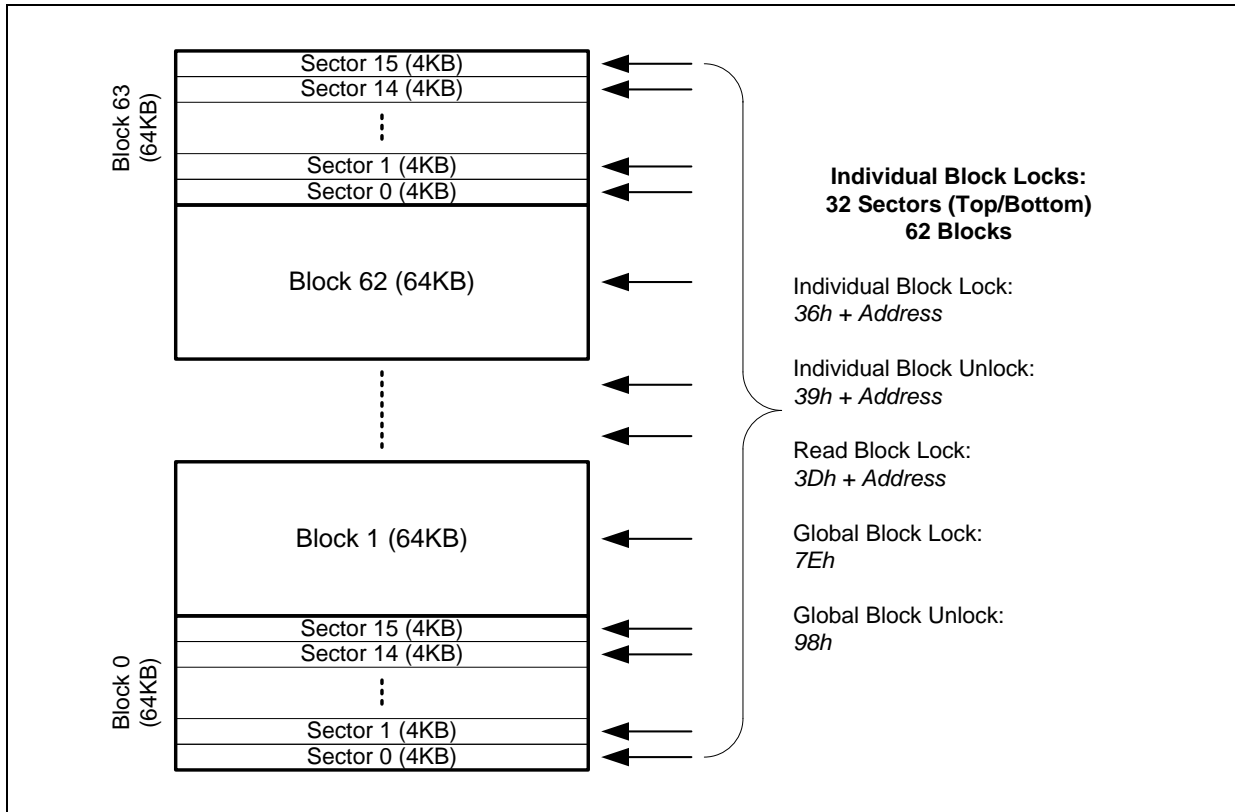 Block 63
(64KB)
Sector 15 (4KB)
Sector 14 (4KB)
Sector 1 (4KB)
Sector 0 (4KB)
Block 62 (64KB)
Block 1 (64KB)
Block 0
(64KB)
Sector 15 (4KB)
Sector 14 (4KB)
Sector 1 (4KB)
Sector 0 (4KB)
Individual Block Locks:
32 Sectors (Top/Bottom)
62 Blocks
Individual Block Lock:
36h + Address
Individual Block Unlock:
39h + Address
Read Block Lock:
3Dh + Address
Global Block Lock:
7Eh
Global Block Unlock:
98h